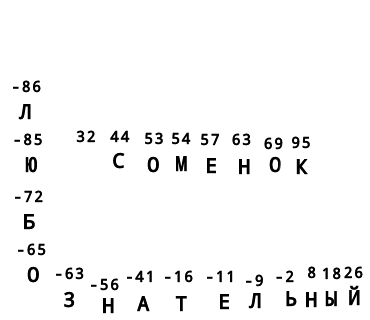 -86
Л
-85 32 44 53 54 57 63 69 95
Ю С О М Е Н О К
-72
Б
-65
О
-63 -56 -41 -16 -11 -9 -2 8 18 26
З Н А Т Е Л Ь Н Ы Й